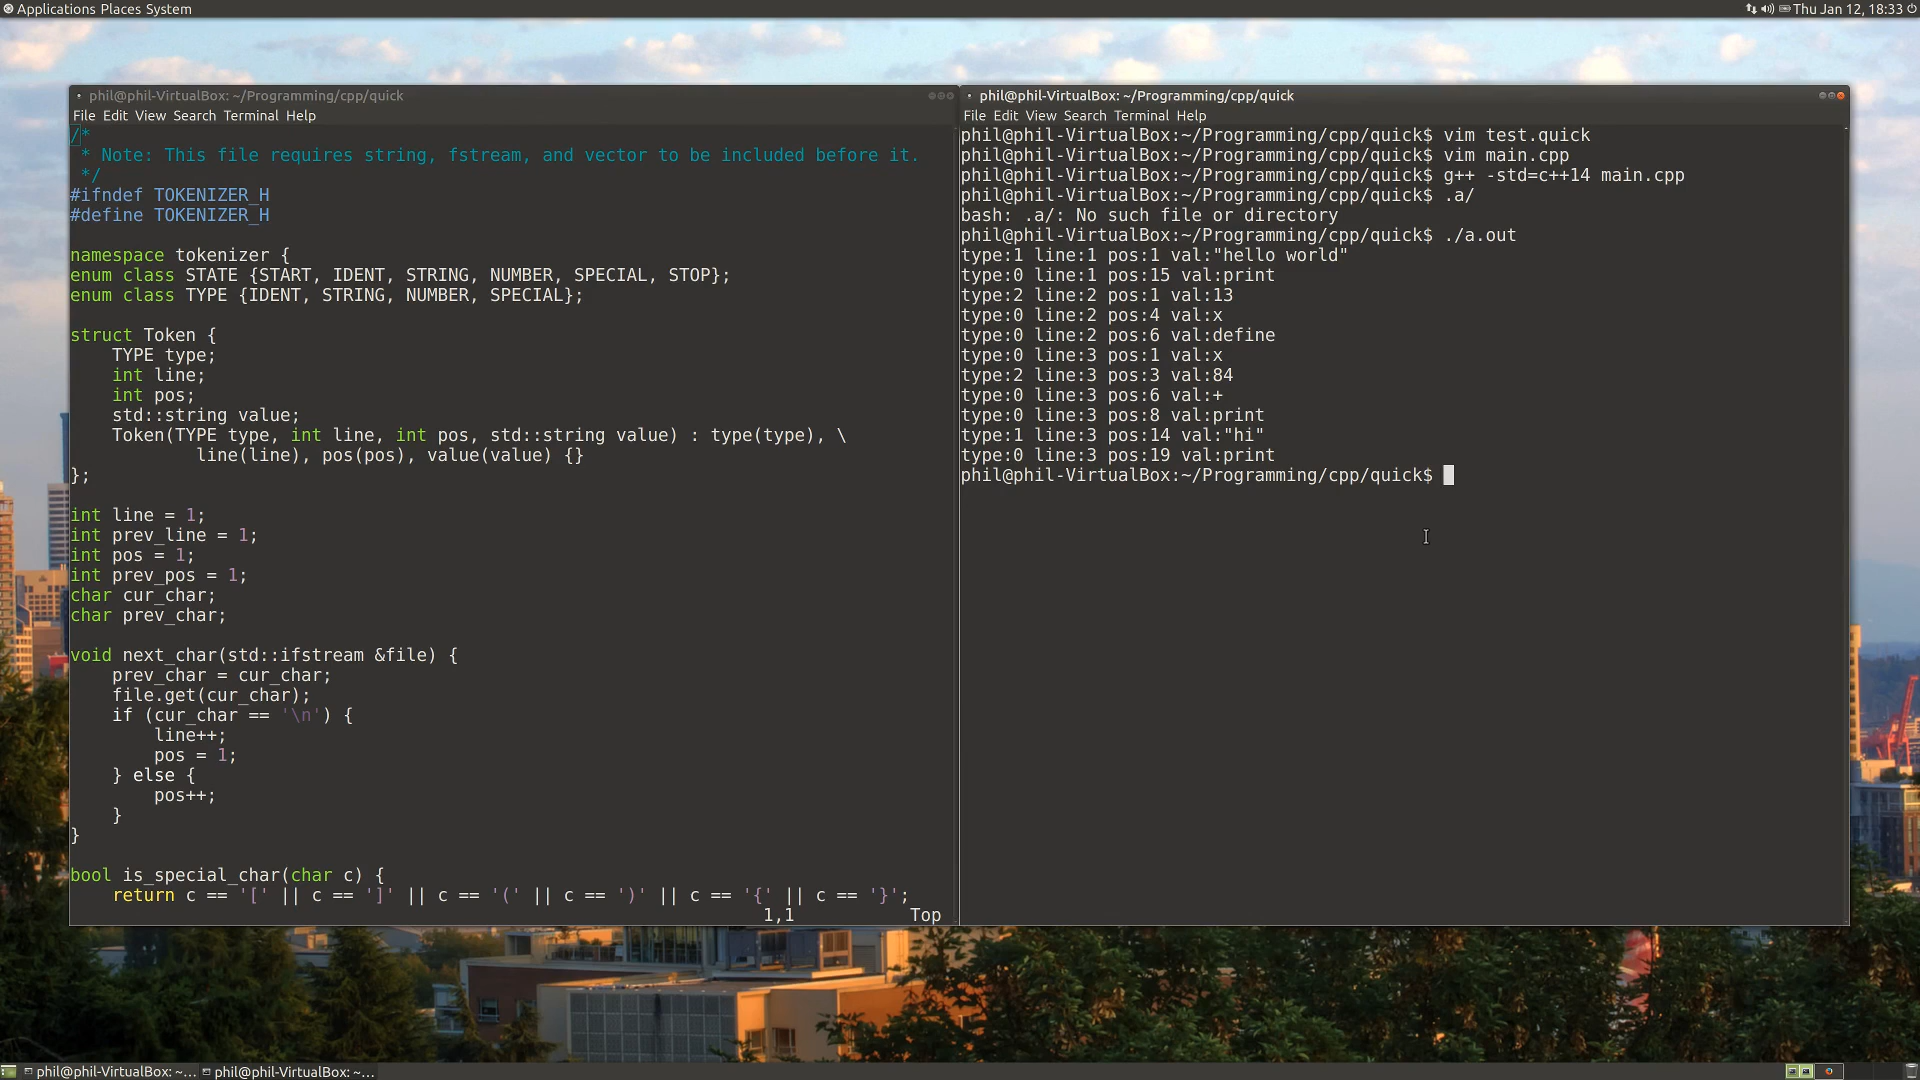 Applications Places System
Thu Jan 12, 18:33
phil@phil-VirtualBox: ~/Programming/cpp/quick
File Edit View Search Terminal Help
/*
 * Note: This file requires string, fstream, and vector to be included before it.
 */
#ifndef TOKENIZER_H
#define TOKENIZER_H
namespace tokenizer {
enum class STATE {START, IDENT, STRING, NUMBER, SPECIAL, STOP};
enum class TYPE {IDENT, STRING, NUMBER, SPECIAL};
struct Token {
    TYPE type;
    int line;
    int pos;
    std::string value;
    Token(TYPE type, int line, int pos, std::string value) : type(type), \
            line(line), pos(pos), value(value) {}
};
int line = 1;
int prev_line = 1;
int pos = 1;
int prev_pos = 1;
char cur_char;
char prev_char;
void next_char(std::ifstream &file) {
    prev_char = cur_char;
    file.get(cur_char);
    if (cur_char == '\n') {
        line++;
        pos = 1;
    } else {
        pos++;
    }
}
bool is_special_char(char c) {
    return c == '[' || c == ']' || c == '(' || c == ')' || c == '{' || c == '}';
1,1 Top
phil@phil-VirtualBox: ~/Programming/cpp/quick
File Edit View Search Terminal Help
phil@phil-VirtualBox:~/Programming/cpp/quick$ vim test.quick
phil@phil-VirtualBox:~/Programming/cpp/quick$ vim main.cpp
phil@phil-VirtualBox:~/Programming/cpp/quick$ g++ -std=c++14 main.cpp
phil@phil-VirtualBox:~/Programming/cpp/quick$ .a/
bash: .a/: No such file or directory
phil@phil-VirtualBox:~/Programming/cpp/quick$ ./a.out
type:1 line:1 pos:1 val:"hello world"
type:0 line:1 pos:15 val:print
type:2 line:2 pos:1 val:13
type:0 line:2 pos:4 val:x
type:0 line:2 pos:6 val:define
type:0 line:3 pos:1 val:x
type:2 line:3 pos:3 val:84
type:0 line:3 pos:6 val:+
type:0 line:3 pos:8 val:print
type:1 line:3 pos:14 val:"hi"
type:0 line:3 pos:19 val:print
phil@phil-VirtualBox:~/Programming/cpp/quick$
phil@phil-VirtualBox: ~...
phil@phil-VirtualBox: ~...